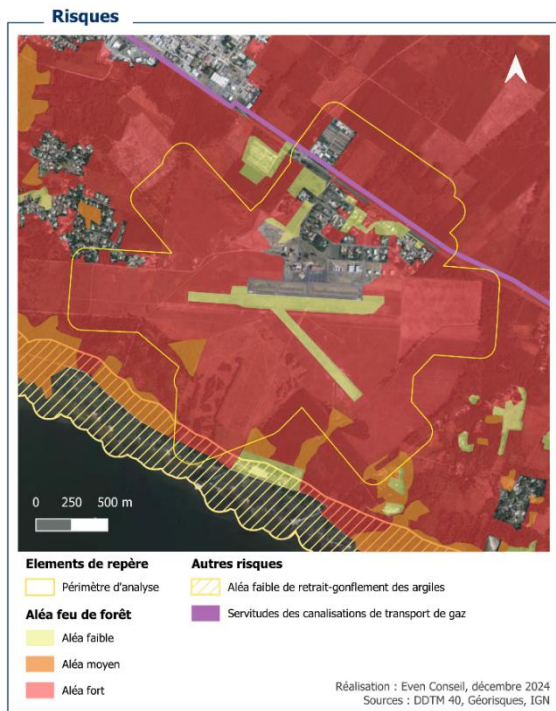 Risques
0 250 500 m
Elements de repère
Périmètre d'analyse
Aléa feu de forêt
Aléa faible
Aléa moyen
Aléa fort
Autres risques
Aléa faible de retrait-gonflement des argiles
Servitudes des canalisations de transport de gaz
Réalisation : Even Conseil, décembre 2024
Sources : DDTM 40, Géorisques, IGN